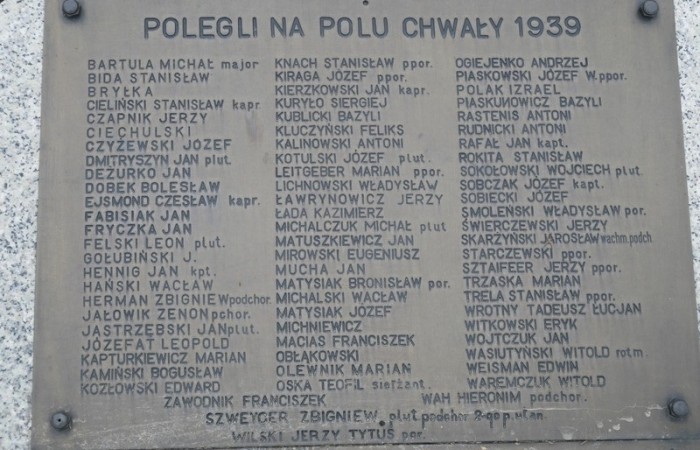 POLEGLI NA POLU CHWAŁY 1939
BARTULA MICHAŁ major
BIDA STANISŁAW
BRYŁKA
CIELIŃSKI STANISŁAW kapr.
CZAPNIK JERZY
CIECHULSKI
CZYŻEWSKI JÓZEF
DMITRYSZYN JAN plut.
DEŻURKO JAN
DOBEK BOLESŁAW
EJSMOND CZESŁAW kapr.
FABISIAK JAN
FRYCZKA JAN
FELSKI LEON plut.
GOŁUBIŃSKI J.
HENNIG JAN kpt.
HAŃSKI WACŁAW
HERMAN ZBIGNIEW podchor.
JAŁOWIK ZENON pchor.
JĄSTRZĘBSKI JAN plut.
JÓZEFAT LEOPOLD
KAPTURKIEWICZ MARIAN
KAMIŃSKI BOGUSŁAW
KOZŁOWSKI EDWARD
KNACH STANISŁAW ppor.
KIRAGA JÓZEF ppor.
KIERZKOWSKI JAN kapr.
KURYŁO SIERGIEJ
KUBLICKI BAZYLI
KLUCZYŃSKI FELIKS
KALINOWSKI ANTONI
KOTULSKI JÓZEF plut.
LEITGEBER MARIAN ppor.
LICHNOWSKI WŁADYSŁAW
ŁAWRYNOWICZ JERZY
ŁADA KAZIMIERZ
MICHALCZUK MICHAŁ plut
MATUSZKIEWICZ JAN
MIROWSKI EUGENIUSZ
MUCHA JAN
MATYSIAK BRONISŁAW por.
MICHALSKI WACŁAW
MATYSIAK JÓZEF
MICHNIEWICZ
MACIAS FRANCISZEK
OBŁĄKOWSKI
OLEWNIK MARIAN
OSKA TEOFIL sierżant.
OGIEJENKO ANDRZEJ
PIASKOWSKI JÓZEF W. ppor.
POLAK IZRAEL
PIASKUMOWICZ BAZYLI
RASTENIS ANTONI
RUDNICKI ANTONI
RAFAŁ JAN kapt.
ROKITA STANISŁAW
SOKOŁOWSKI WOJCIECH plut.
SOBCZAK JÓZEF kapt.
SOBIECKI JÓZEF
SMOLEŃSKI WŁADYSŁAW por.
ŚWIERCZEWSKI JERZY
SKARŻYŃSKI JAROSŁAW wachm. podch.
STARCZEWSKI ppor.
SZTAIFEER JERZY ppor.
TRZASKA MARIAN
TRELA STANISŁAW ppor.
WROTNY TADEUSZ ŁUCJAN
WITKOWSKI ERYK
WOJTCZUK JAN
WASIUTYŃSKI WITOLD rotm.
WEISMAN EDWIN
WAREMCZUK WITOLD
ZAWODNIK FRANCISZEK WAH HIERONIM podchor.
SZWEYCER ZBIGNIEW. plut. podchor. 2-go p. ułan.
WILSKI JERZY TYTUS por.